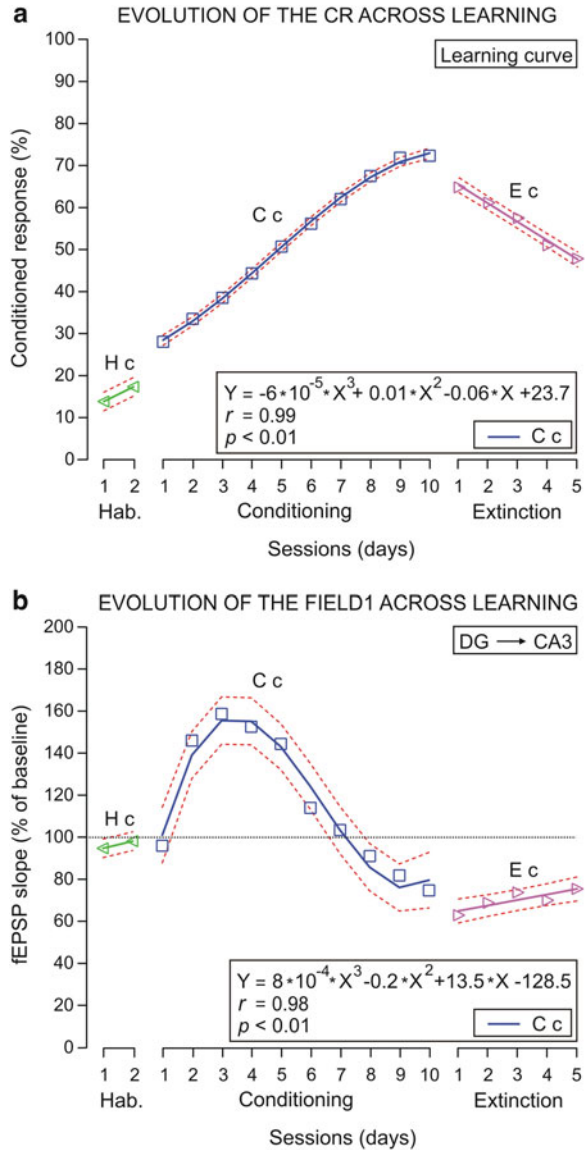 a EVOLUTION OF THE CR ACROSS LEARNING
Learning curve
Conditioned response (%)
100
90
80
70
60
50
40
30
20
10
0
H c
C c
E c
Y = -6*10^-5*X^3+ 0.01*X^2-0.06*X +23.7
r = 0.99
p < 0.01
C c
1 2 1 2 3 4 5 6 7 8 9 10 1 2 3 4 5
Hab. Conditioning Extinction
Sessions (days)
b EVOLUTION OF THE FIELD1 ACROSS LEARNING
DG → CA3
fEPSP slope (% of baseline)
200
180
160
140
120
100
80
60
40
20
0
H c
C c
E c
Y = 8*10^-4*X^3-0.2*X^2+13.5*X -128.5
r = 0.98
p < 0.01
C c
1 2 1 2 3 4 5 6 7 8 9 10 1 2 3 4 5
Hab. Conditioning Extinction
Sessions (days)